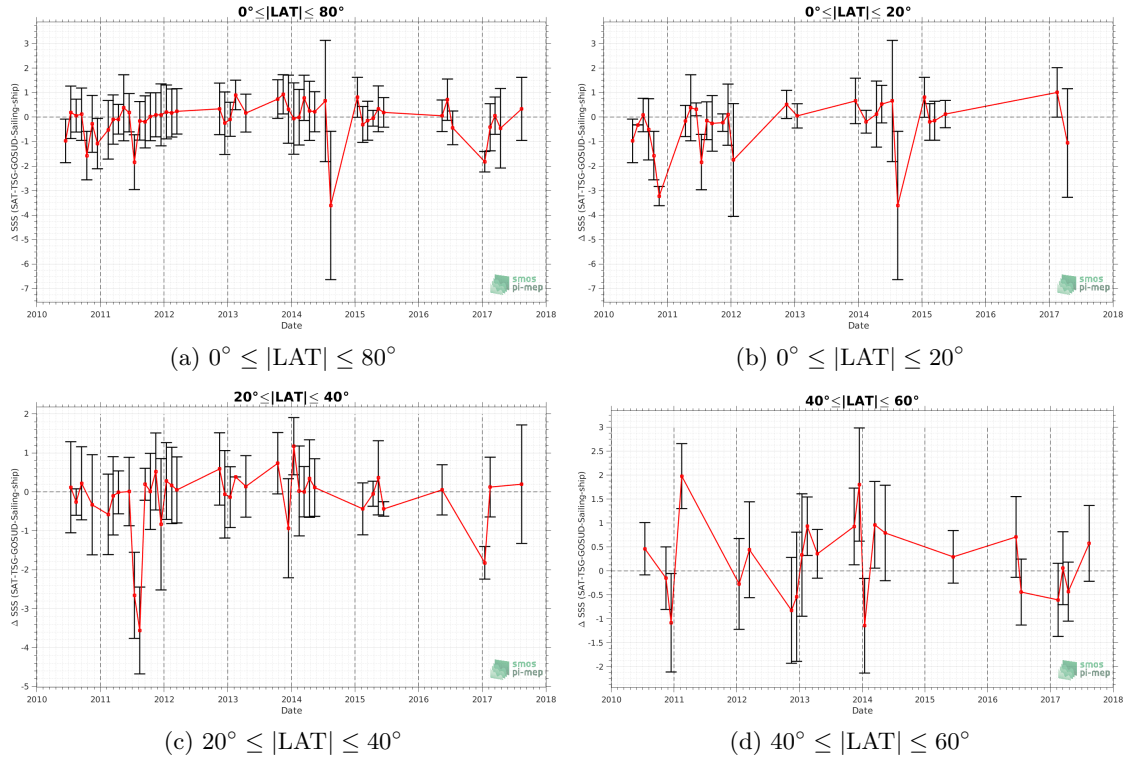 0°≤|LAT|≤ 80°
Δ SSS (SAT-TSG-GOSUD-Sailing-ship)
3
2
1
0
-1
-2
-3
-4
-5
-6
-7
2010 2011 2012 2013 2014 2015 2016 2017 2018
Date
smos
pi-mep
(a) 0° ≤ |LAT| ≤ 80°
0°≤|LAT|≤ 20°
Δ SSS (SAT-TSG-GOSUD-Sailing-ship)
3
2
1
0
-1
-2
-3
-4
-5
-6
-7
2010 2011 2012 2013 2014 2015 2016 2017 2018
Date
smos
pi-mep
(b) 0° ≤ |LAT| ≤ 20°
20°≤|LAT|≤ 40°
Δ SSS (SAT-TSG-GOSUD-Sailing-ship)
2
1
0
-1
-2
-3
-4
-5
2010 2011 2012 2013 2014 2015 2016 2017 2018
Date
smos
pi-mep
(c) 20° ≤ |LAT| ≤ 40°
40°≤|LAT|≤ 60°
Δ SSS (SAT-TSG-GOSUD-Sailing-ship)
3
2.5
2
1.5
1
0.5
0
-0.5
-1
-1.5
-2
2010 2011 2012 2013 2014 2015 2016 2017 2018
Date
smos
pi-mep
(d) 40° ≤ |LAT| ≤ 60°